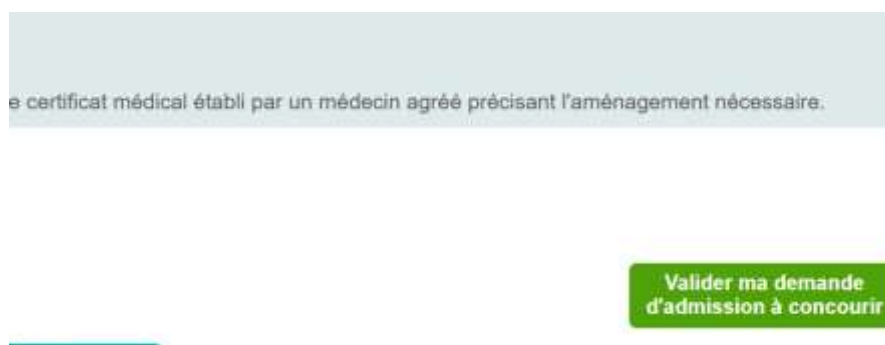 e certificat médical établi par un médecin agréé précisant l'aménagement nécessaire.
Valider ma demande
d'admission à concourir